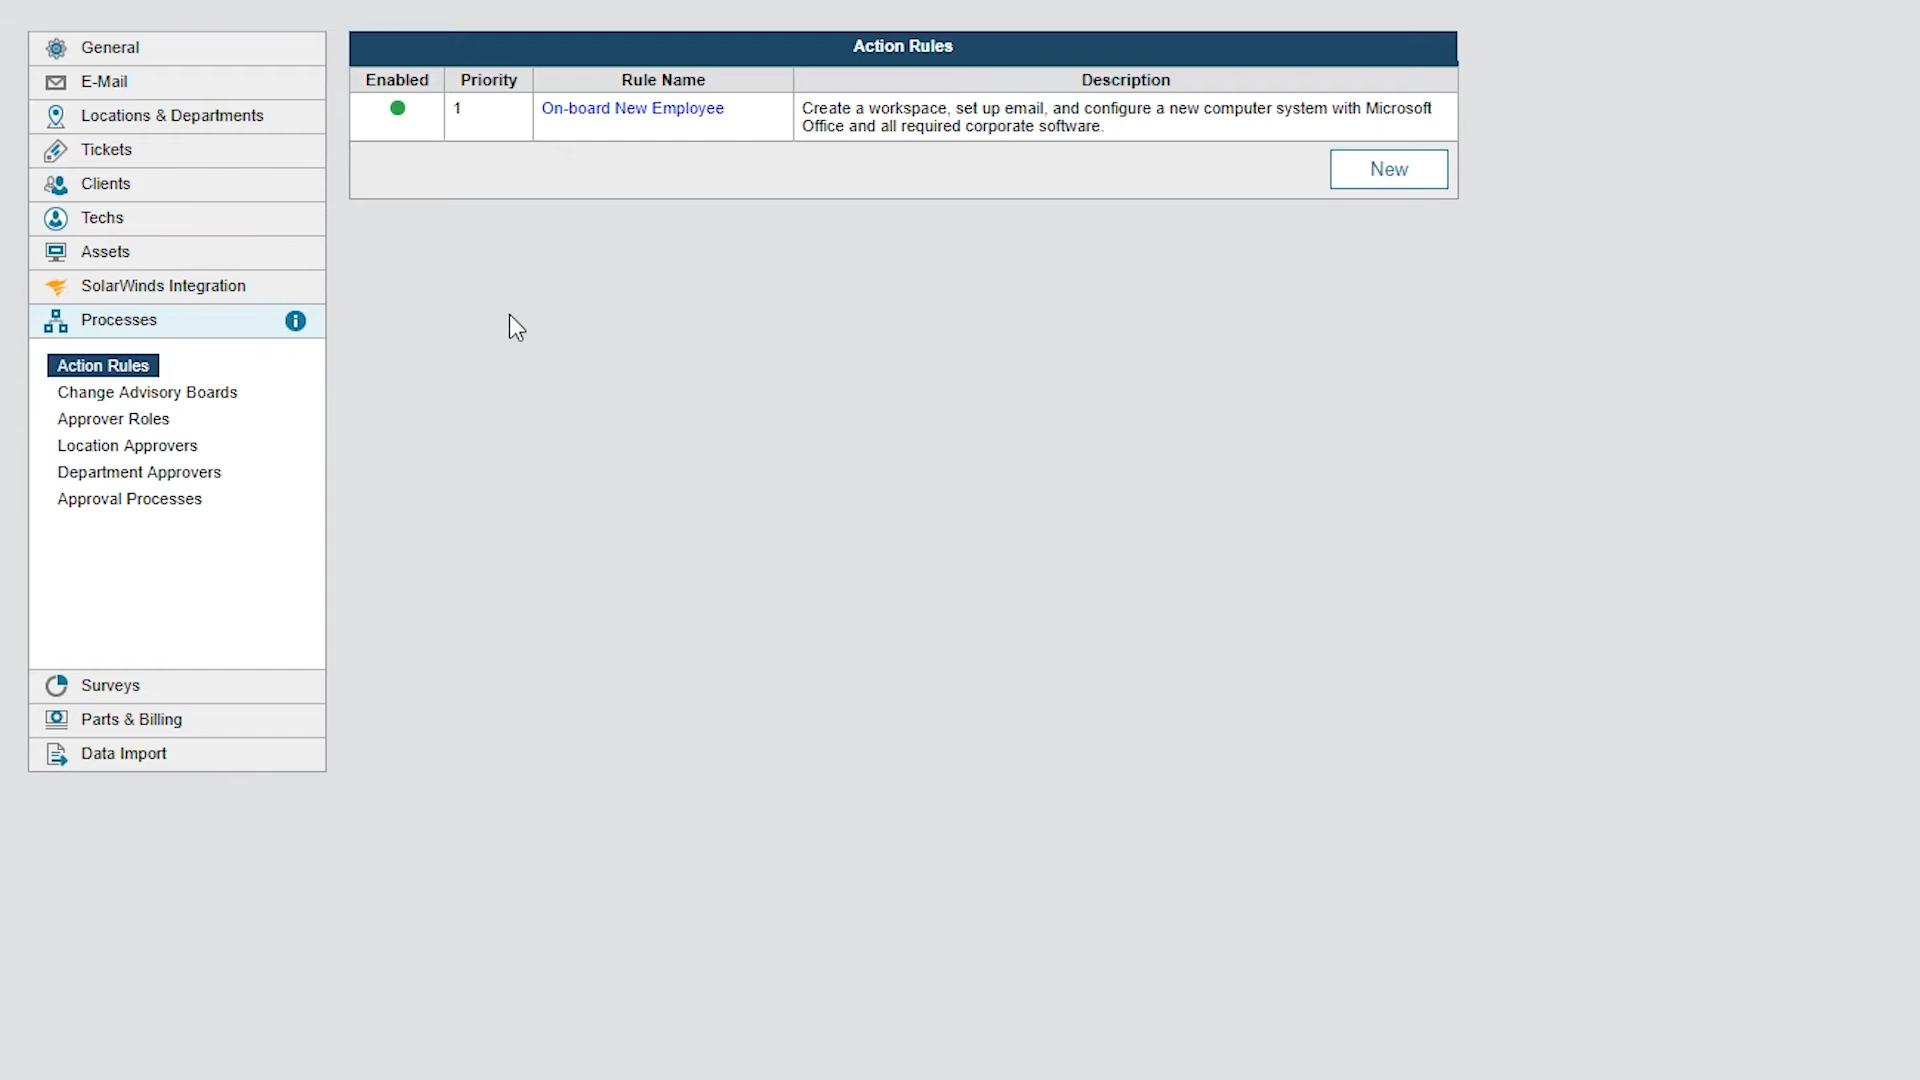 General
E-Mail
Locations & Departments
Tickets
Clients
Techs
Assets
SolarWinds Integration
Processes
Action Rules
Change Advisory Boards
Approver Roles
Location Approvers
Department Approvers
Approval Processes
Surveys
Parts & Billing
Data Import
Action Rules
Enabled Priority Rule Name Description
1 On-board New Employee Create a workspace, set up email, and configure a new computer system with Microsoft
Office and all required corporate software.
New